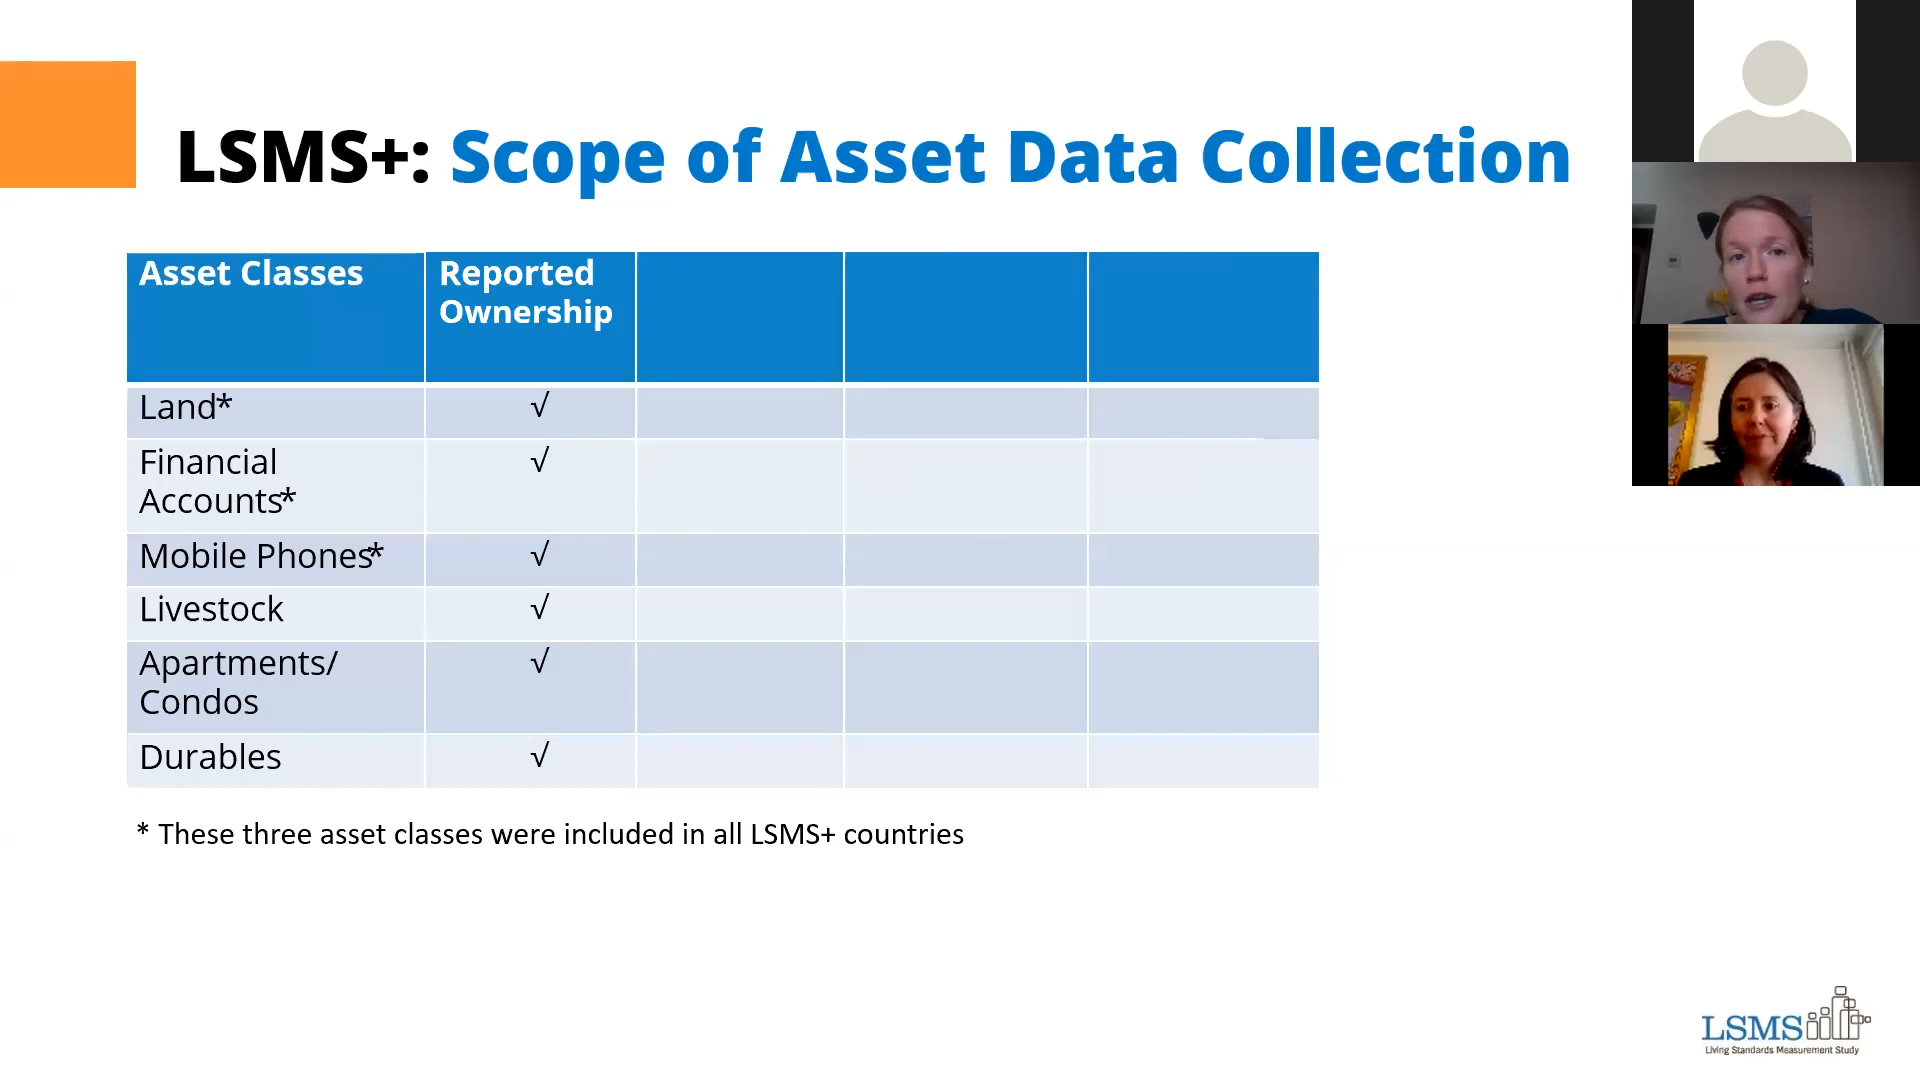 LSMS+: Scope of Asset Data Collection
Asset Classes
Reported
Ownership
Land*
√
Financial
Accounts*
√
Mobile Phones*
√
Livestock
√
Apartments/
Condos
√
Durables
√
* These three asset classes were included in all LSMS+ countries
LSMS
Living Standards Measurement Study